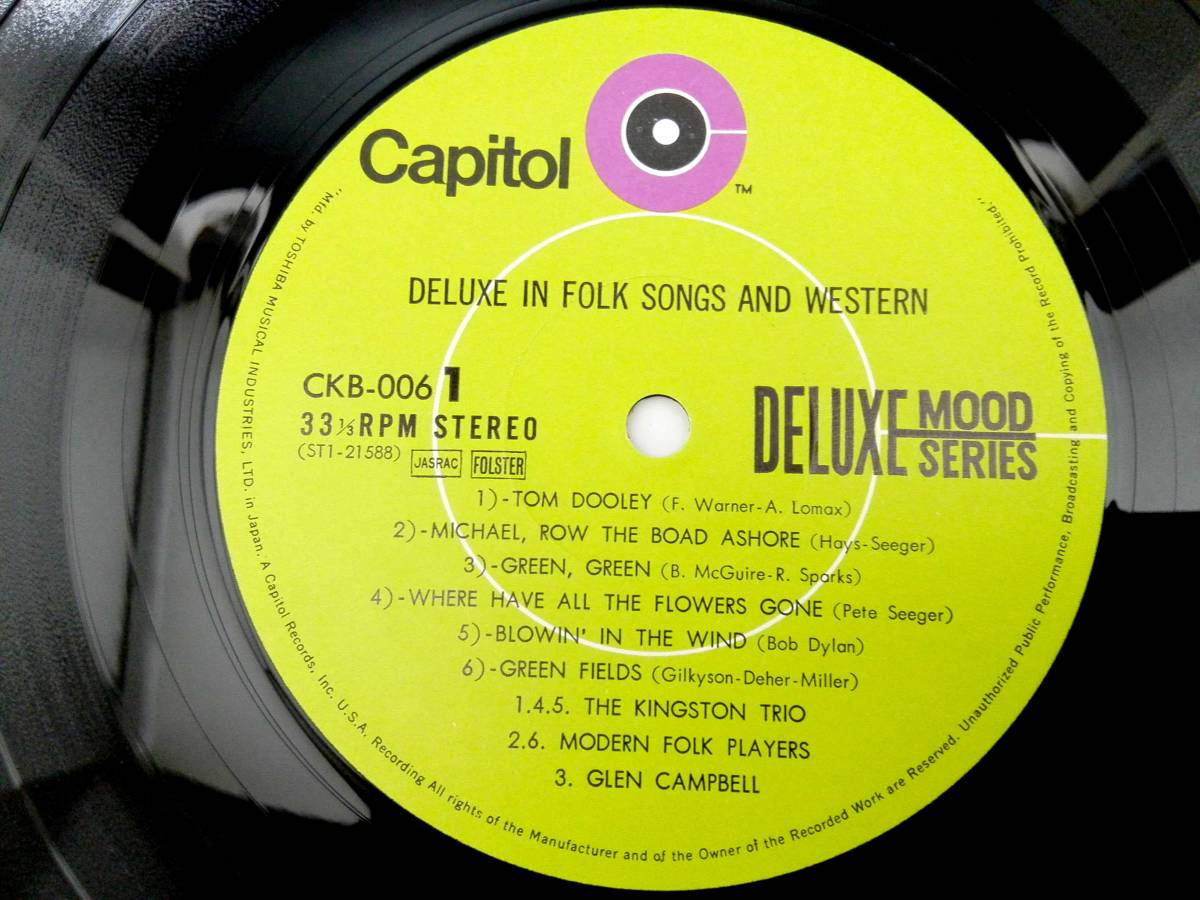 Capitol
TM
DELUXE IN FOLK SONGS AND WESTERN
CKB-006 1
33⅓RPM STEREO
(ST1-21588) JASRAC FOLSTER
DELUXE MOOD SERIES
1)-TOM DOOLEY (F. Warner-A. Lomax)
2)-MICHAEL, ROW THE BOAD ASHORE (Hays-Seeger)
3)-GREEN, GREEN (B. McGuire-R. Sparks)
4)-WHERE HAVE ALL THE FLOWERS GONE (Pete Seeger)
5)-BLOWIN' IN THE WIND (Bob Dylan)
6)-GREEN FIELDS (Gilkyson-Deher-Miller)
1.4.5. THE KINGSTON TRIO
2.6. MODERN FOLK PLAYERS
3. GLEN CAMPBELL
"Mfd. by TOSHIBA MUSICAL INDUSTRIES, LTD. in Japan. A Capitol Records, Inc. U.S.A. Recording All rights of the Manufacturer and of the Owner of the Recorded Work are Reserved. Unauthorized Public Performance, Broadcasting and Copying of the Record Prohibited."